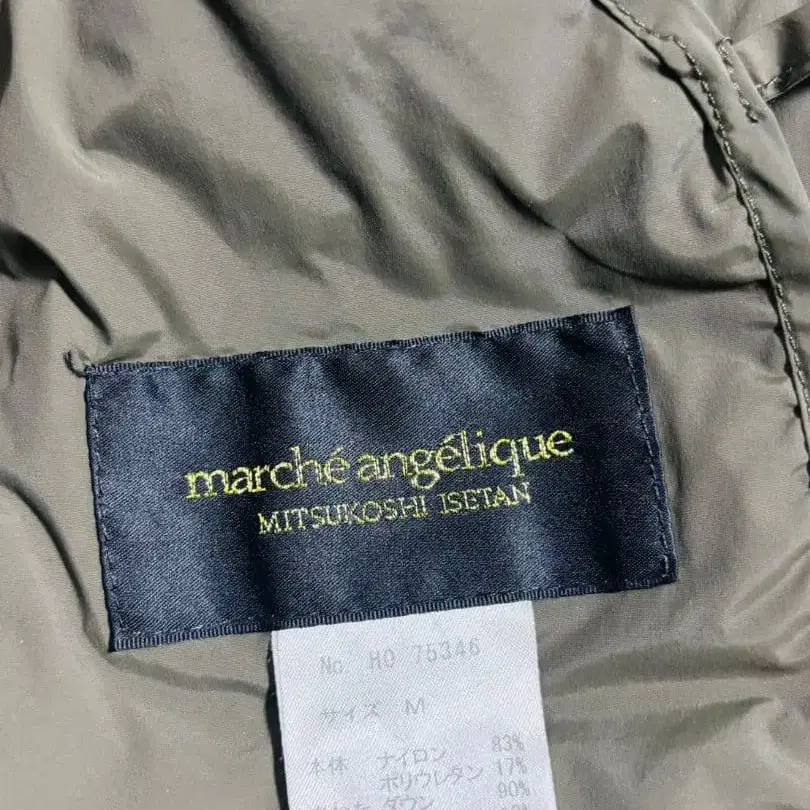 marché angélique
MITSUKOSHI ISETAN
No HO 75346
サイズ M
本体 ナイロン 83%
ポリウレタン 17%
ダウン 90%